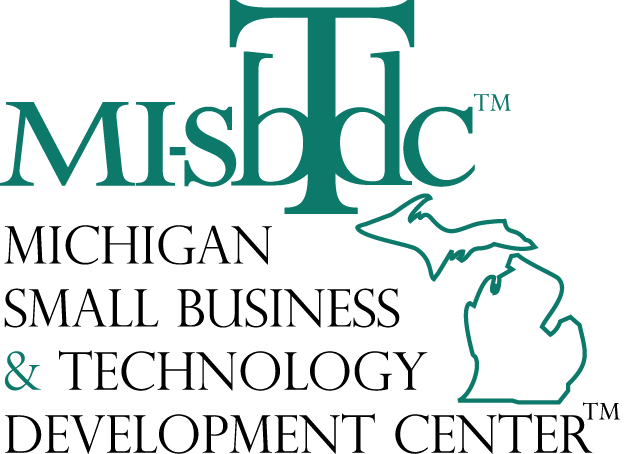 MI-sbTdc™
MICHIGAN
SMALL BUSINESS
& TECHNOLOGY
DEVELOPMENT CENTER™